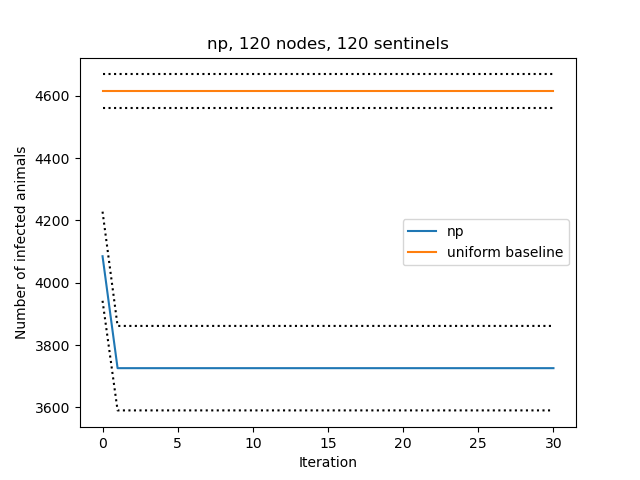 np, 120 nodes, 120 sentinels
Number of infected animals
4600
4400
4200
4000
3800
3600
np
uniform baseline
0 5 10 15 20 25 30
Iteration